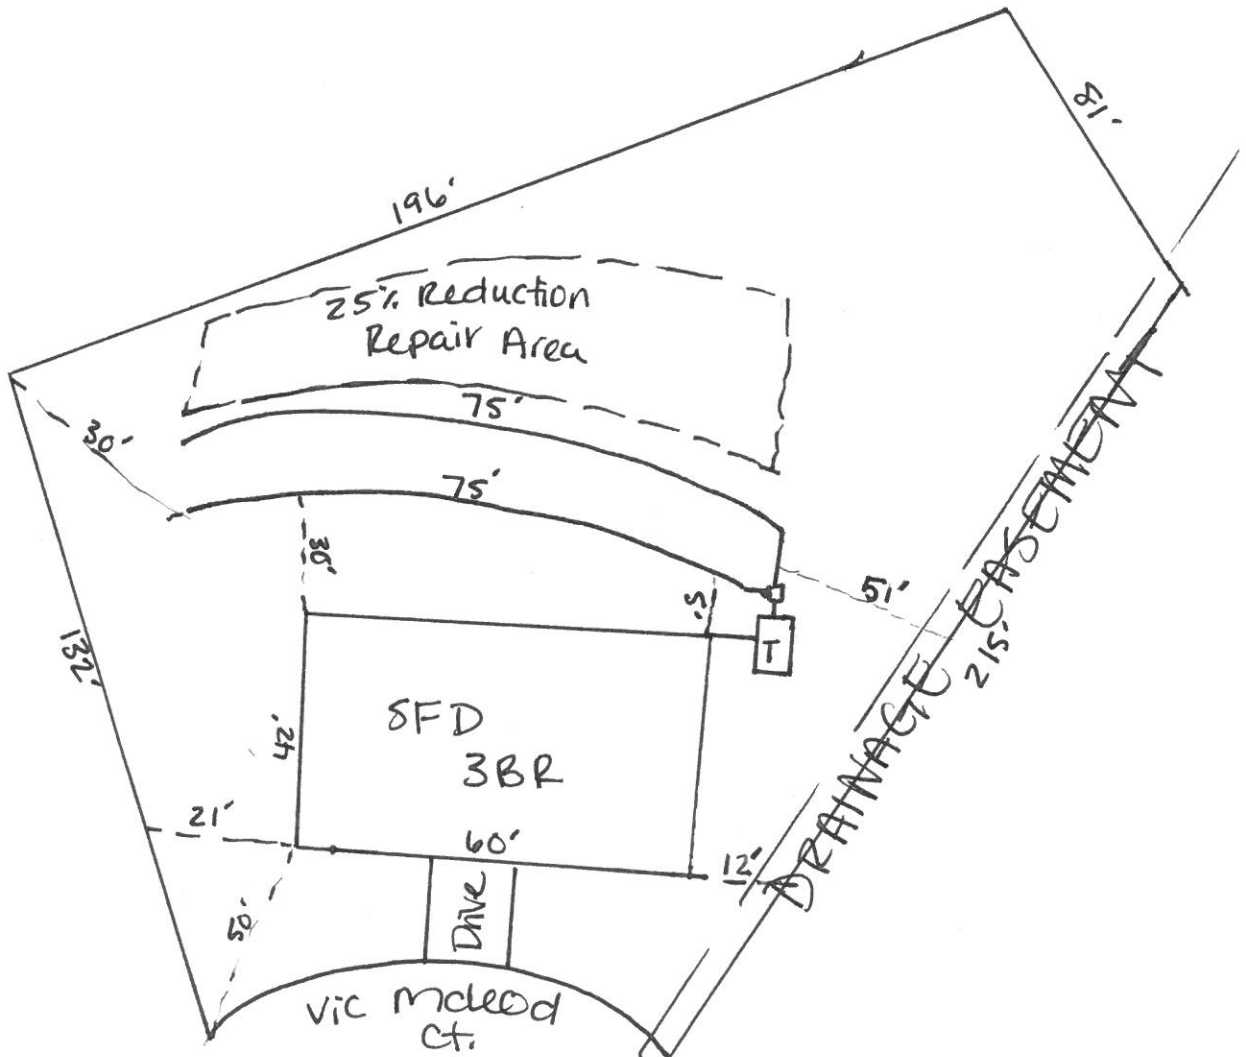 81'
196'
25% Reduction
Repair Area
75'
30'
75'
51'
5'
T
DRAINAGE EASEMENT
215'
132'
42'
SFD
3BR
21'
60'
12'
50'
Drive
Vic Mcleod
Ct.